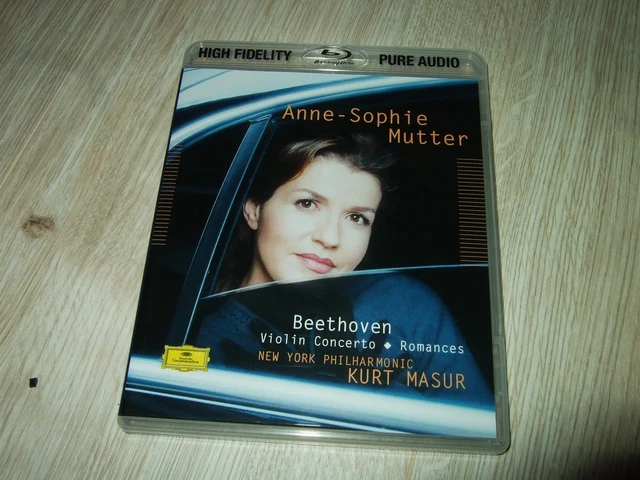 HIGH FIDELITY
PURE AUDIO
Anne-Sophie
Mutter
Beethoven
Violin Concerto ◆ Romances
NEW YORK PHILHARMONIC
KURT MASUR